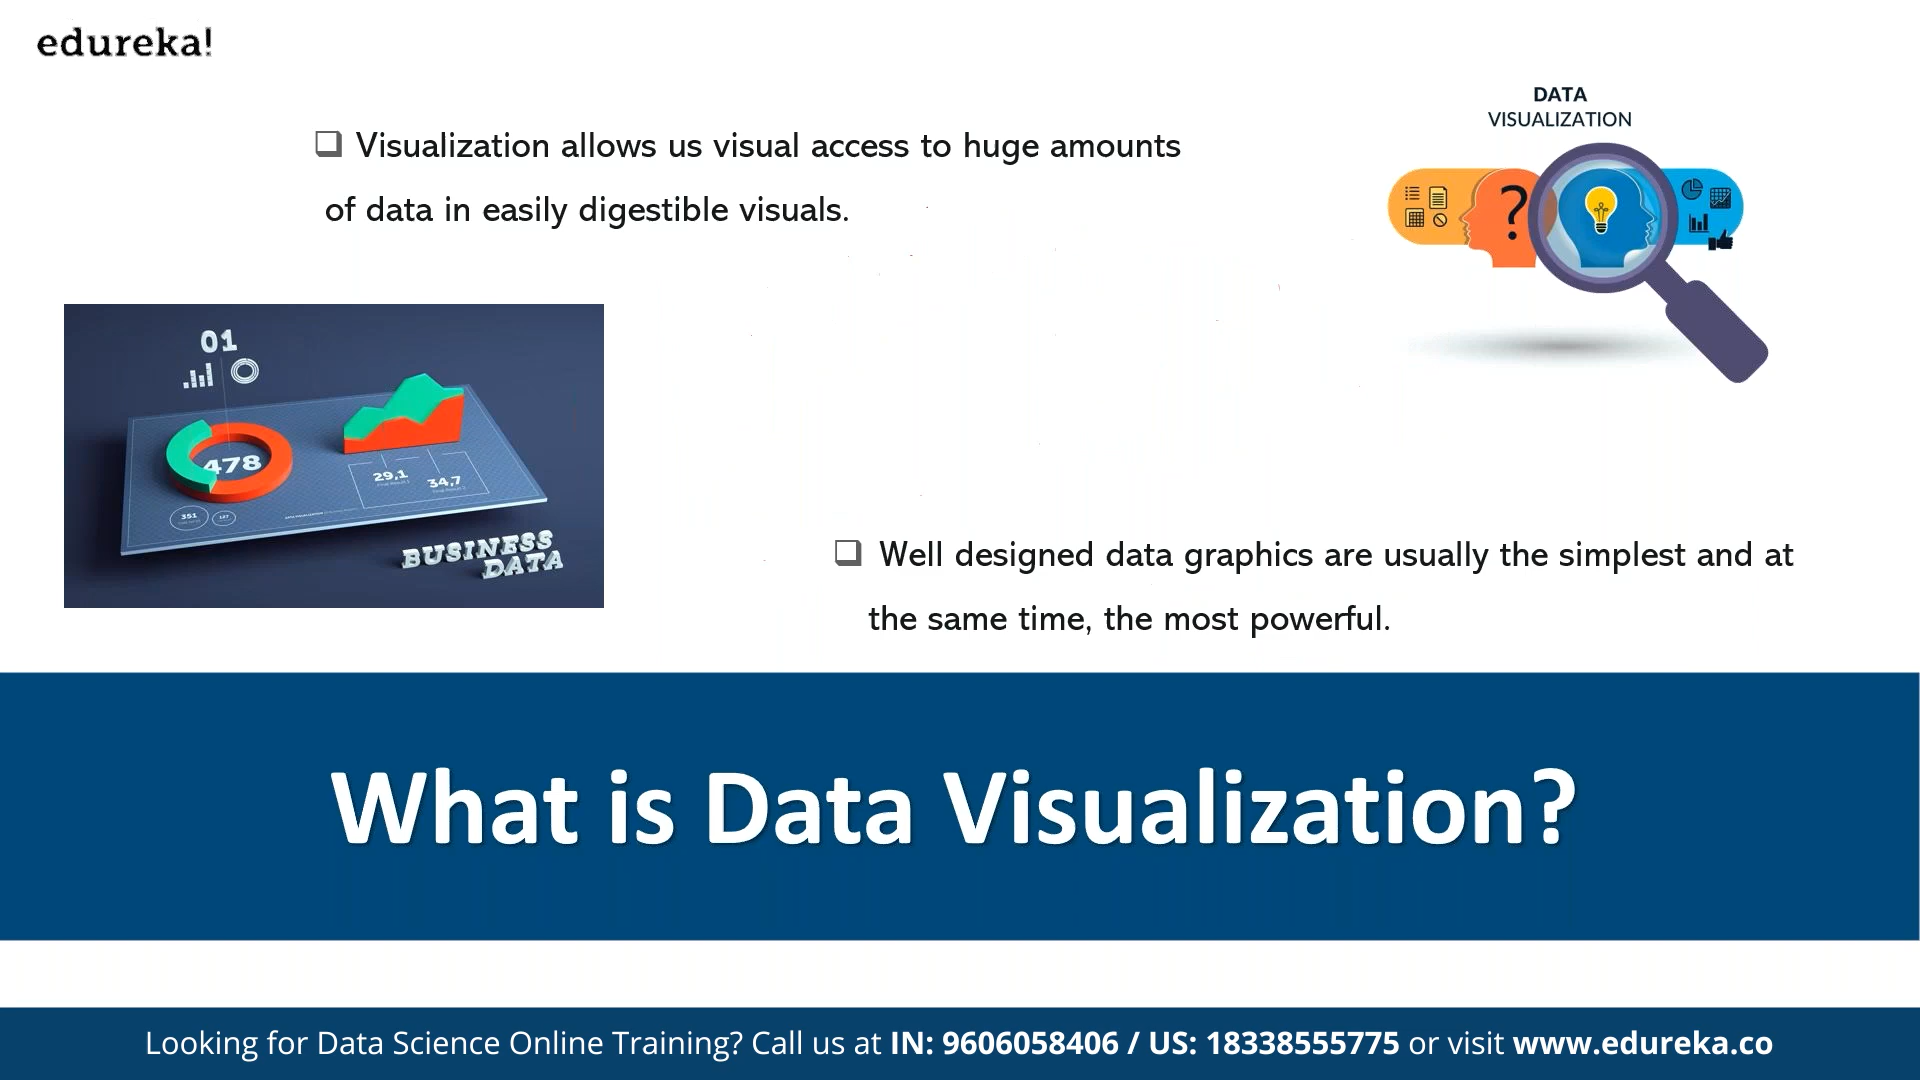 edureka!
DATA
VISUALIZATION
❑ Visualization allows us visual access to huge amounts
of data in easily digestible visuals.
?
01
478
29,1
34,7
351
127
BUSINESS
DATA
❑ Well designed data graphics are usually the simplest and at
the same time, the most powerful.
What is Data Visualization?
Looking for Data Science Online Training? Call us at IN: 9606058406 / US: 18338555775 or visit www.edureka.co